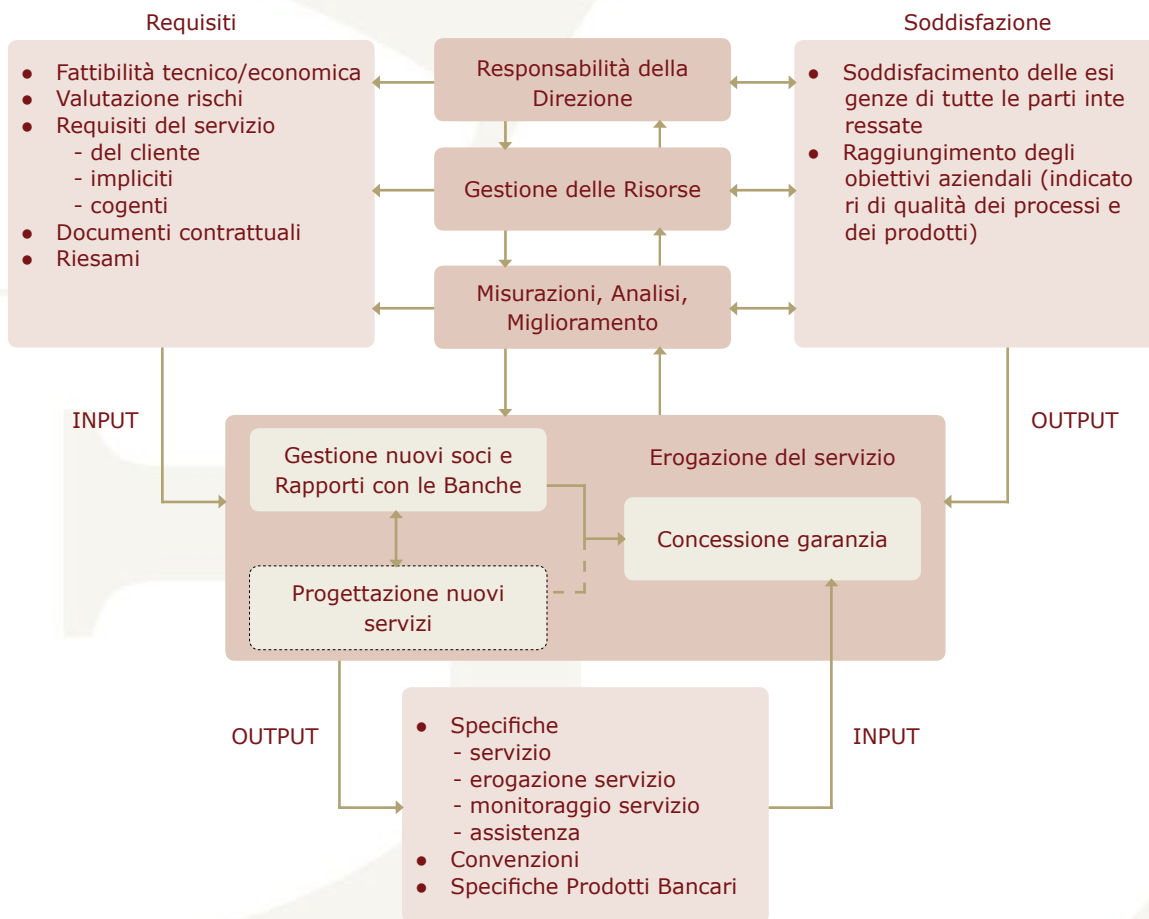 Requisiti
● Fattibilità tecnico/economica
● Valutazione rischi
● Requisiti del servizio
- del cliente
- impliciti
- cogenti
● Documenti contrattuali
● Riesami
Responsabilità della
Direzione
Gestione delle Risorse
Misurazioni, Analisi,
Miglioramento
Soddisfazione
● Soddisfacimento delle esi
genze di tutte le parti inte
ressate
● Raggiungimento degli
obiettivi aziendali (indicato
ri di qualità dei processi e
dei prodotti)
INPUT
OUTPUT
Gestione nuovi soci e
Rapporti con le Banche
Erogazione del servizio
Concessione garanzia
Progettazione nuovi
servizi
OUTPUT
INPUT
● Specifiche
- servizio
- erogazione servizio
- monitoraggio servizio
- assistenza
● Convenzioni
● Specifiche Prodotti Bancari